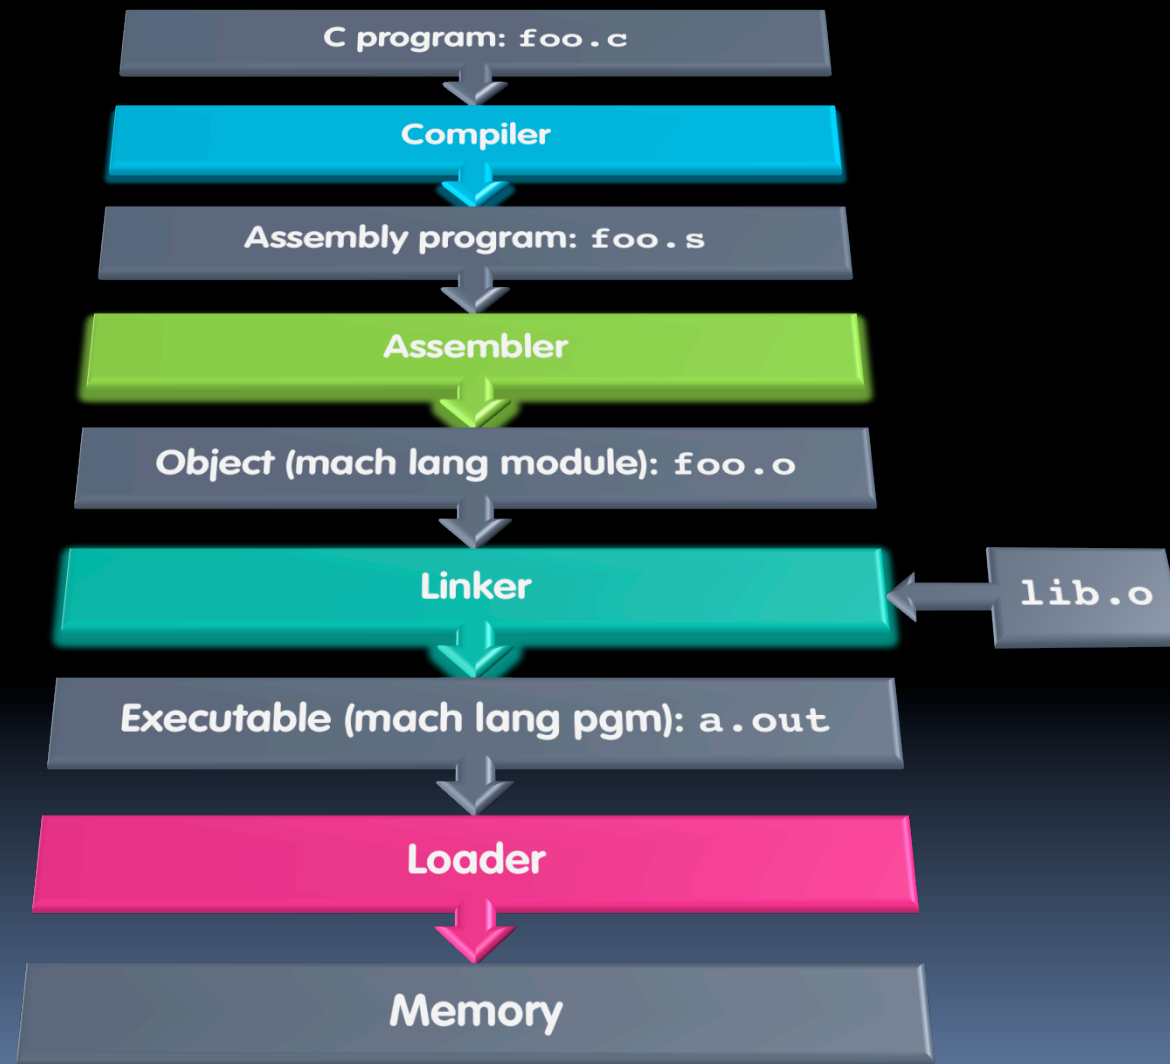 C program: foo.c
Compiler
Assembly program: foo.s
Assembler
Object (mach lang module): foo.o
Linker
lib.o
Executable (mach lang pgm): a.out
Loader
Memory